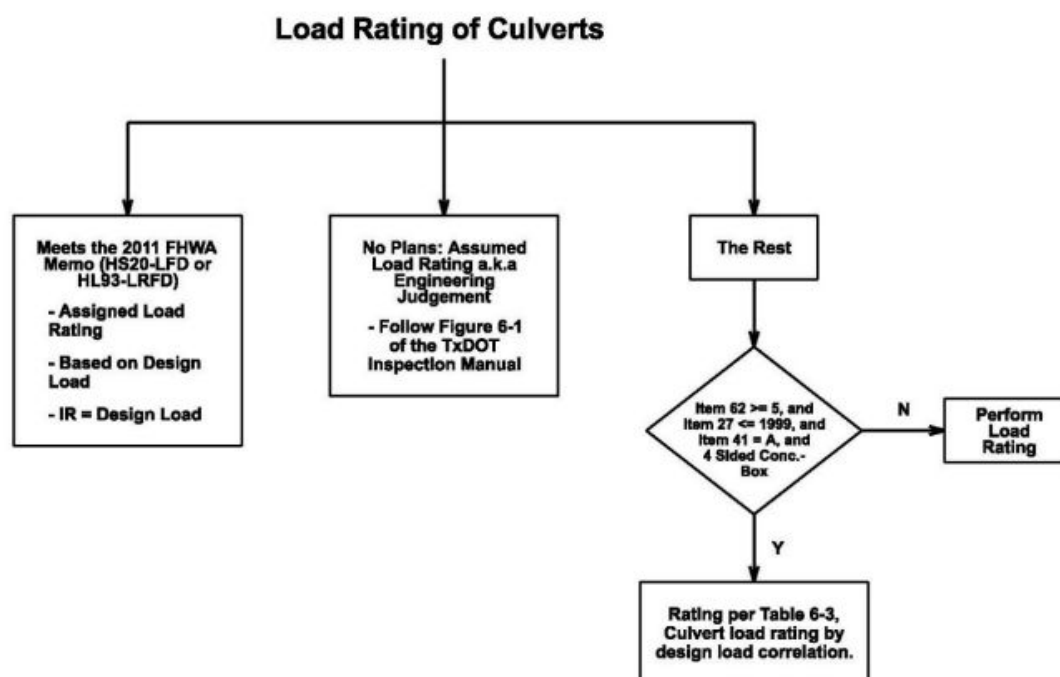 Load Rating of Culverts
Meets the 2011 FHWA
Memo (HS20-LFD or
HL93-LRFD)
- Assigned Load
Rating
- Based on Design
Load
- IR = Design Load
No Plans: Assumed
Load Rating a.k.a
Engineering
Judgement
- Follow Figure 6-1
of the TxDOT
Inspection Manual
The Rest
Item 62 >= 5, and
Item 27 <= 1999, and
Item 41 = A, and
4 Sided Conc.-
Box
N
Perform
Load
Rating
Y
Rating per Table 6-3,
Culvert load rating by
design load correlation.